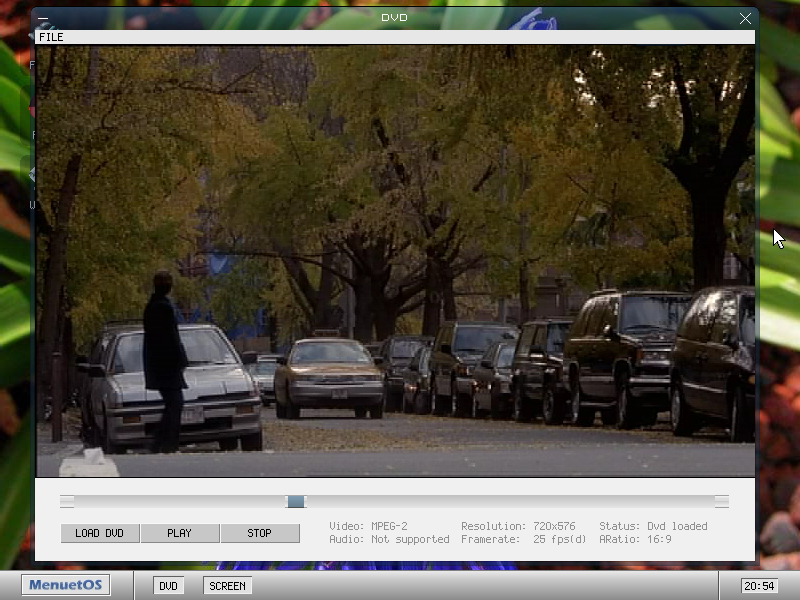 DVD
FILE
F
F
U
LOAD DVD
PLAY
STOP
Video: MPEG-2
Resolution: 720x576
Status: Dvd loaded
Audio: Not supported
Framerate: 25 fps(d)
ARatio: 16:9
MenuetOS
DVD
SCREEN
20:54